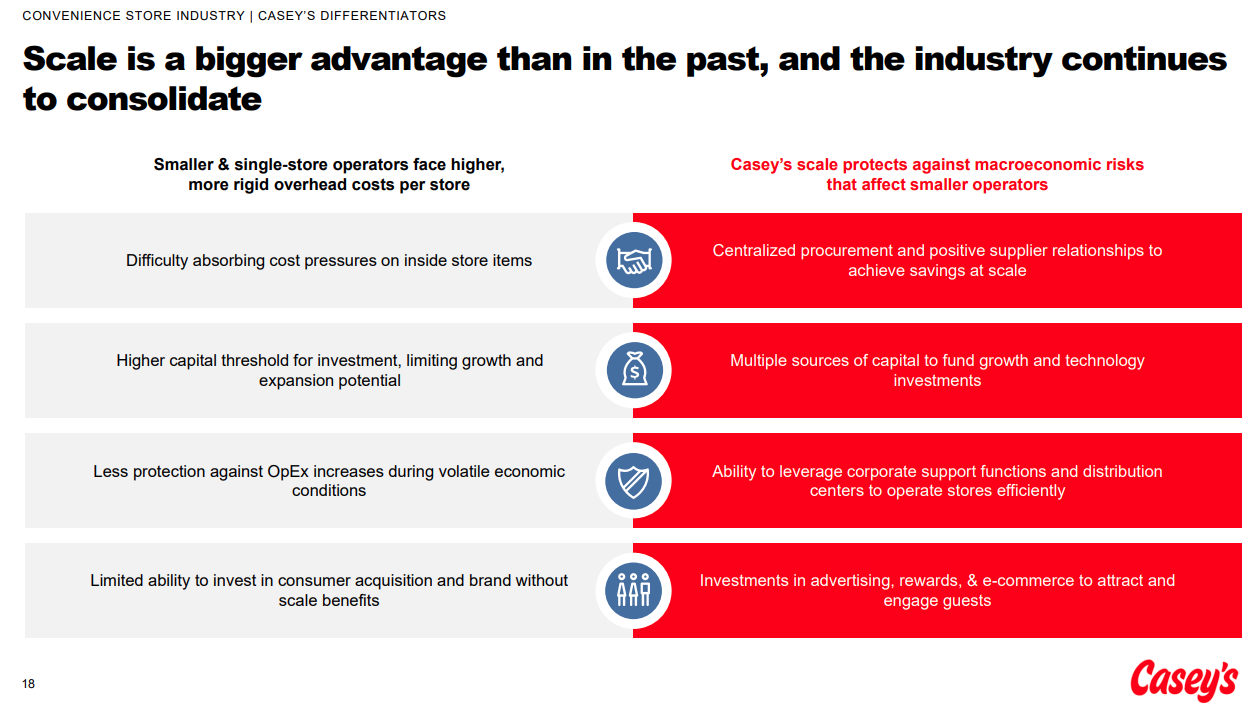 CONVENIENCE STORE INDUSTRY | CASEY'S DIFFERENTIATORS
Scale is a bigger advantage than in the past, and the industry continues
to consolidate
Smaller & single-store operators face higher,
more rigid overhead costs per store
Casey's scale protects against macroeconomic risks
that affect smaller operators
Difficulty absorbing cost pressures on inside store items
Centralized procurement and positive supplier relationships to
achieve savings at scale
Higher capital threshold for investment, limiting growth and
expansion potential
$
Multiple sources of capital to fund growth and technology
investments
Less protection against OpEx increases during volatile economic
conditions
Ability to leverage corporate support functions and distribution
centers to operate stores efficiently
Limited ability to invest in consumer acquisition and brand without
scale benefits
Investments in advertising, rewards, & e-commerce to attract and
engage guests
18
Casey's